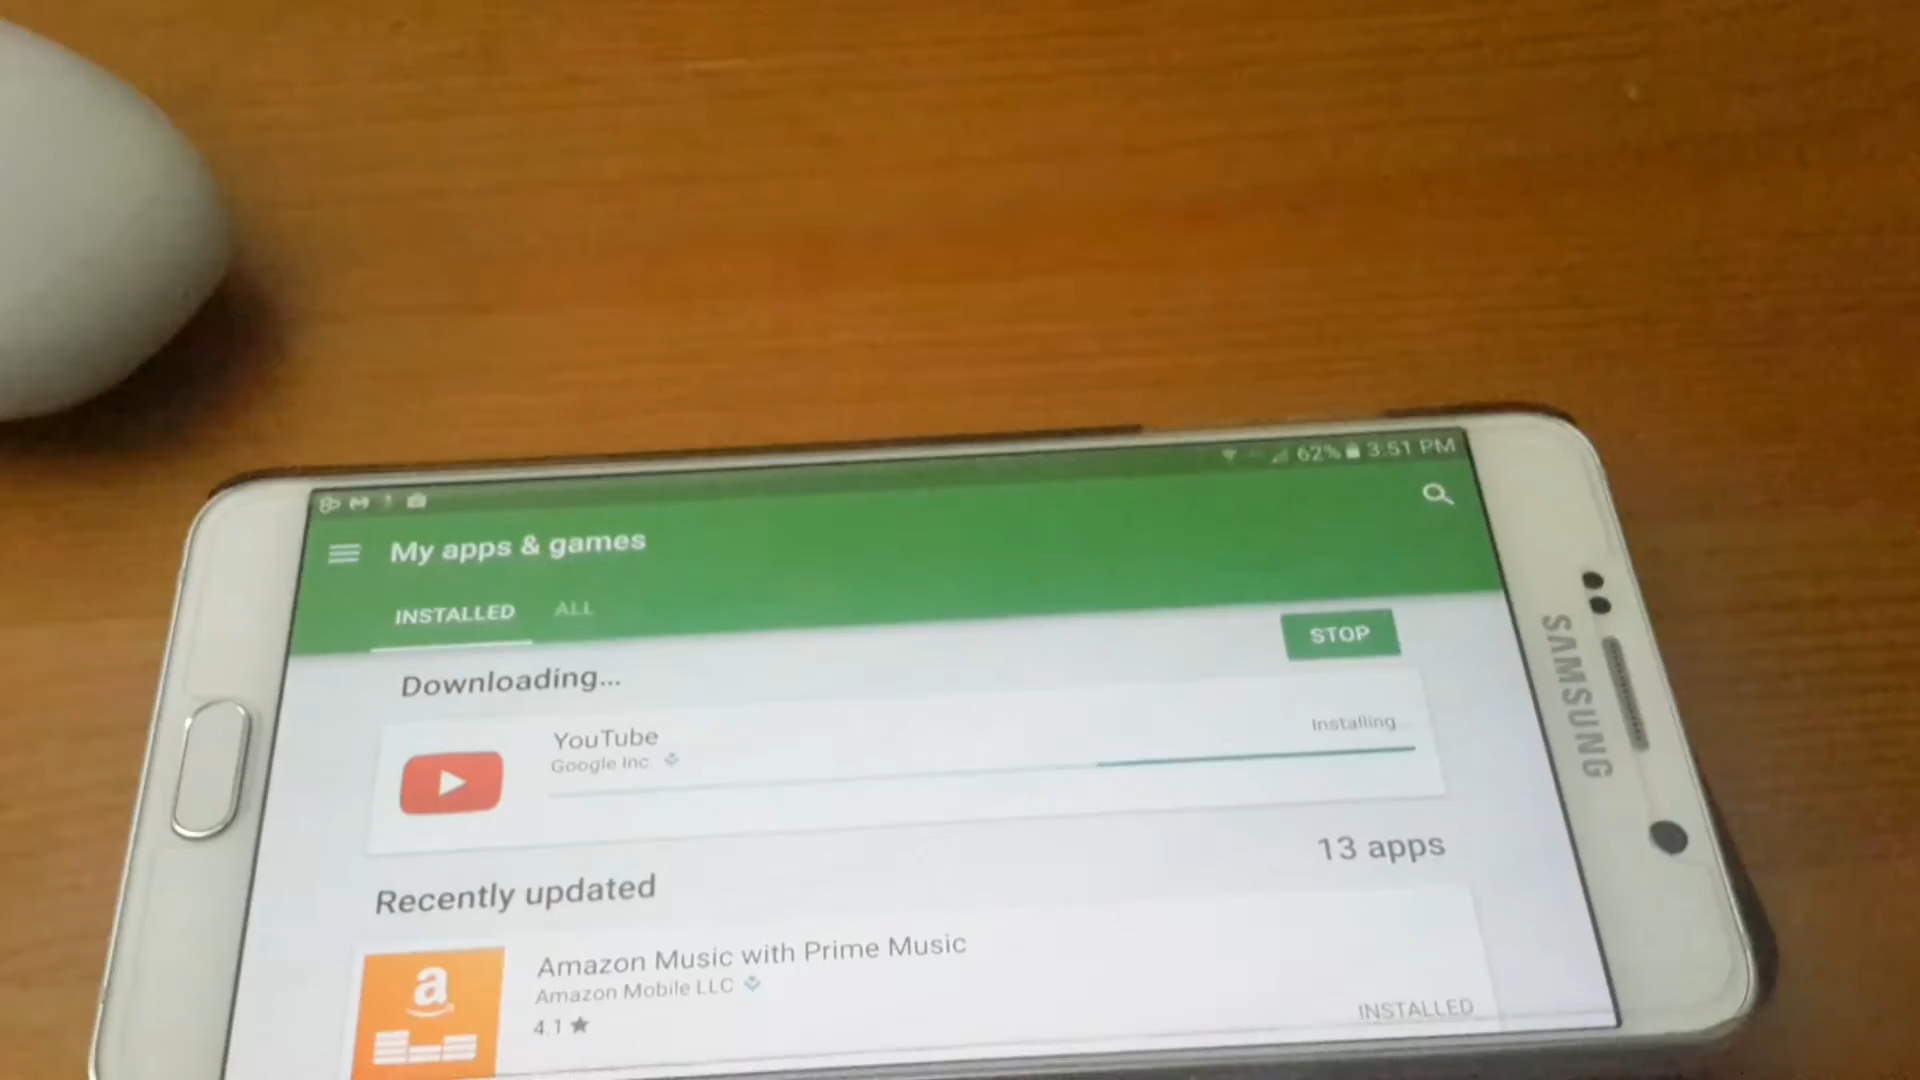 62% 3:51 PM
My apps & games
INSTALLED ALL
STOP
Downloading...
YouTube
Google Inc.
Installing
13 apps
Recently updated
Amazon Music with Prime Music
Amazon Mobile LLC
4.1★
INSTALLED
a
SAMSUNG